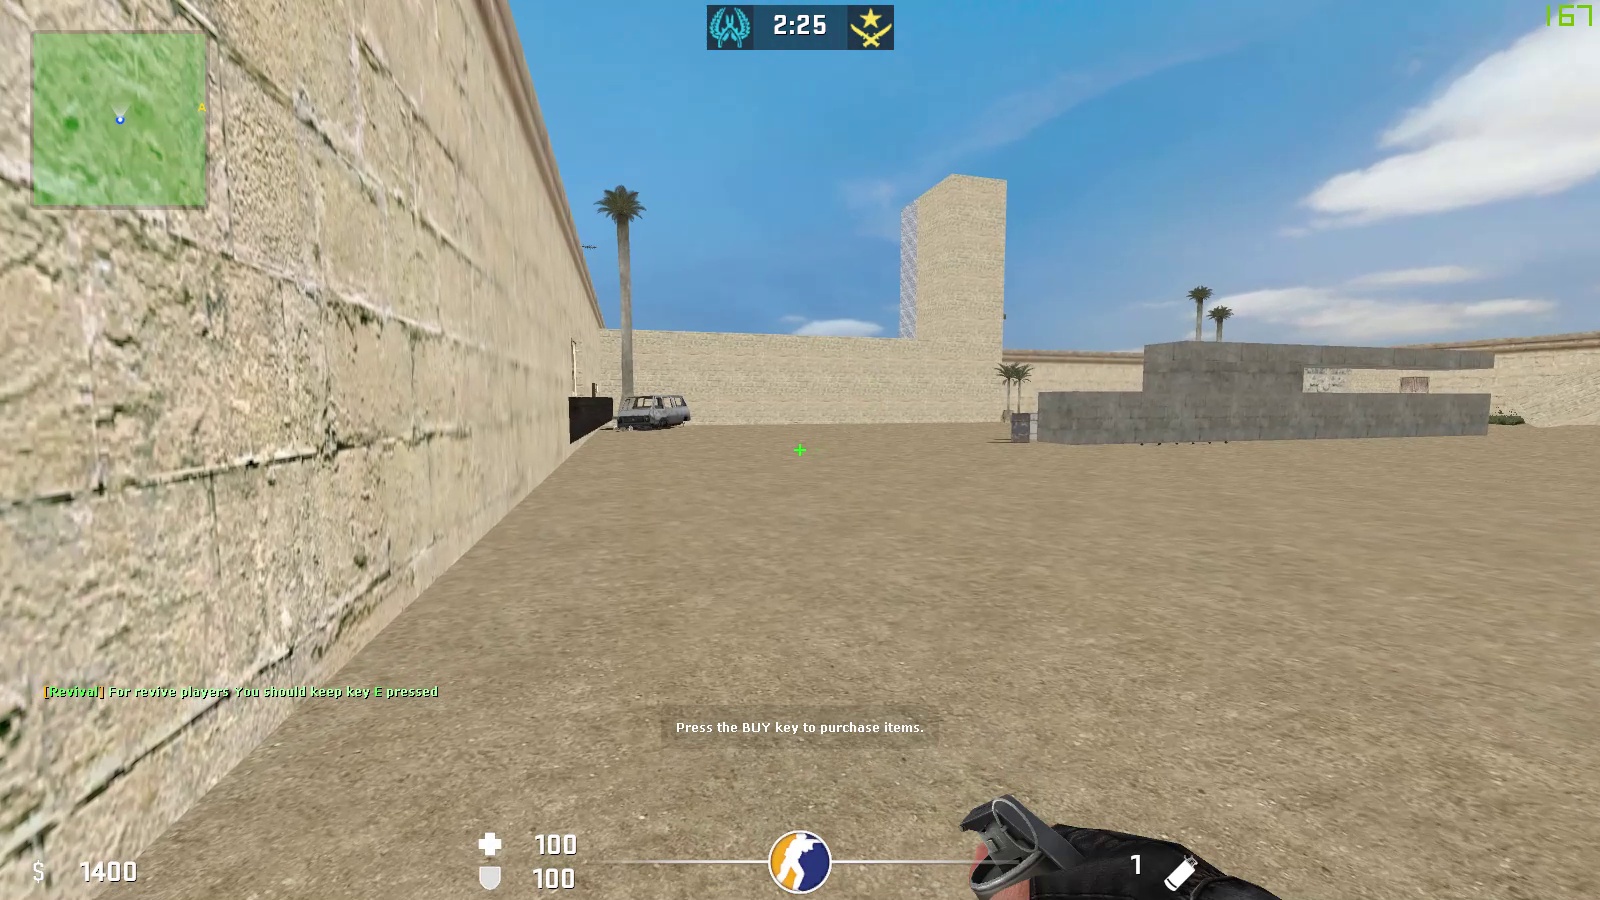 2:25
167
A
[Revival] For revive players You should keep key E pressed
Press the BUY key to purchase items.
$ 1400
100
100
1